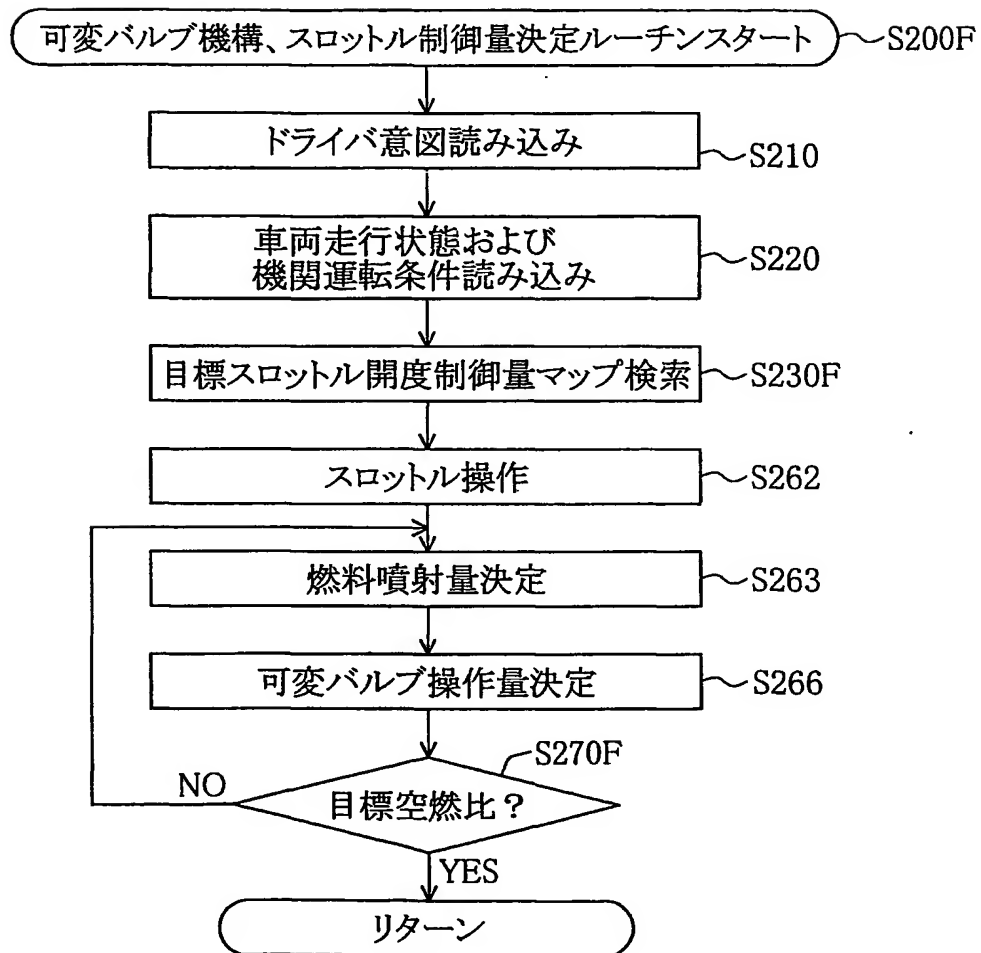 可変バルブ機構、スロットル制御量決定ルーチンスタート S200F
ドライバ意図読み込み S210
車両走行状態および
機関運転条件読み込み S220
目標スロットル開度制御量マップ検索 S230F
スロットル操作 S262
燃料噴射量決定 S263
可変バルブ操作量決定 S266
S270F
NO
目標空燃比?
YES
リターン